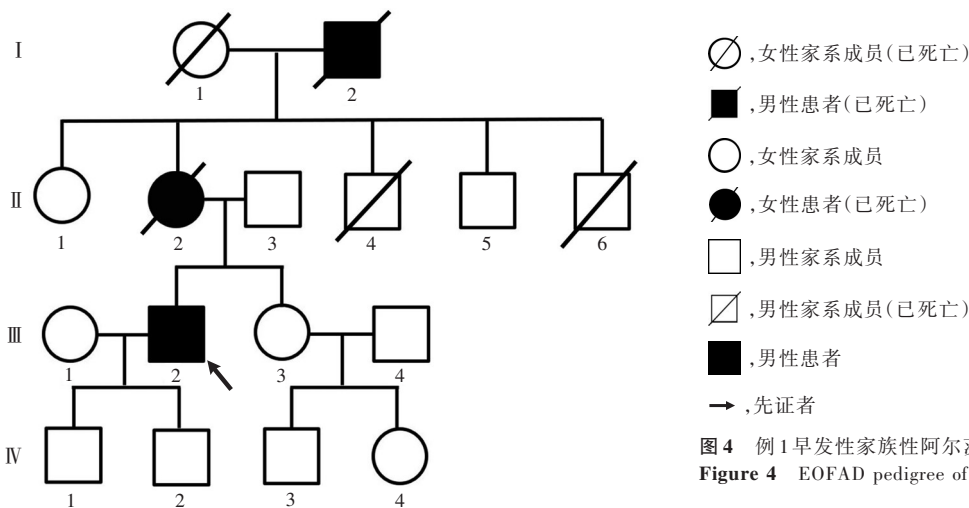 I
1 2
II
1 2 3 4 5 6
III
1 2 3 4
IV
1 2 3 4
,女性家系成员(已死亡)
,男性患者(已死亡)
,女性家系成员
,女性患者(已死亡)
,男性家系成员
,男性家系成员(已死亡)
,男性患者
,先证者
图4 例1早发性家族性阿尔
Figure 4 EOFAD pedigree of